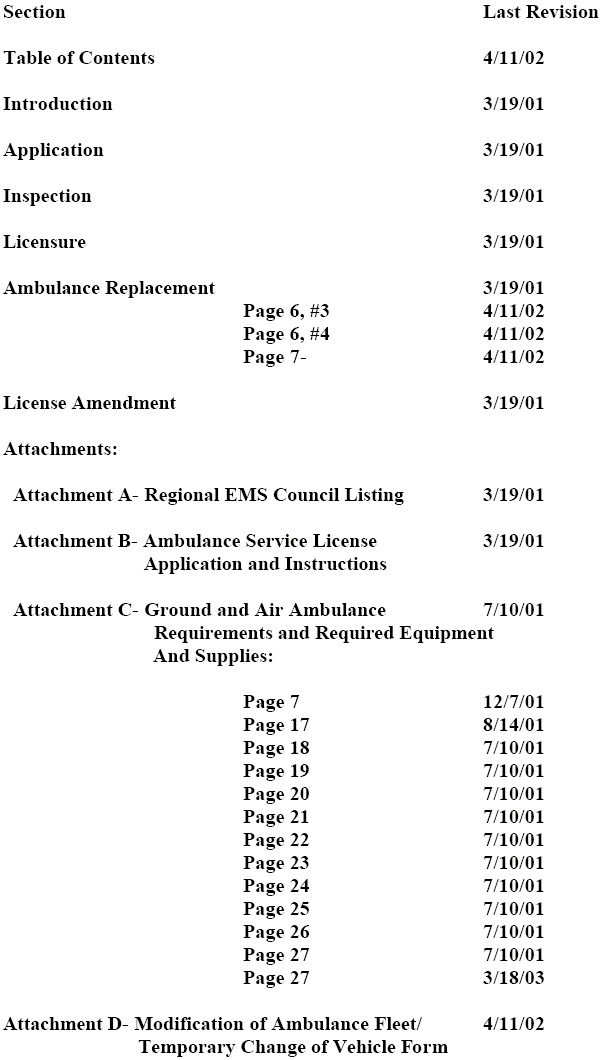 Section Last Revision
Table of Contents 4/11/02
Introduction 3/19/01
Application 3/19/01
Inspection 3/19/01
Licensure 3/19/01
Ambulance Replacement 3/19/01
Page 6, #3 4/11/02
Page 6, #4 4/11/02
Page 7- 4/11/02
License Amendment 3/19/01
Attachments:
Attachment A- Regional EMS Council Listing 3/19/01
Attachment B- Ambulance Service License 3/19/01
Application and Instructions
Attachment C- Ground and Air Ambulance 7/10/01
Requirements and Required Equipment
And Supplies:
Page 7 12/7/01
Page 17 8/14/01
Page 18 7/10/01
Page 19 7/10/01
Page 20 7/10/01
Page 21 7/10/01
Page 22 7/10/01
Page 23 7/10/01
Page 24 7/10/01
Page 25 7/10/01
Page 26 7/10/01
Page 27 7/10/01
Page 27 3/18/03
Attachment D- Modification of Ambulance Fleet/ 4/11/02
Temporary Change of Vehicle Form